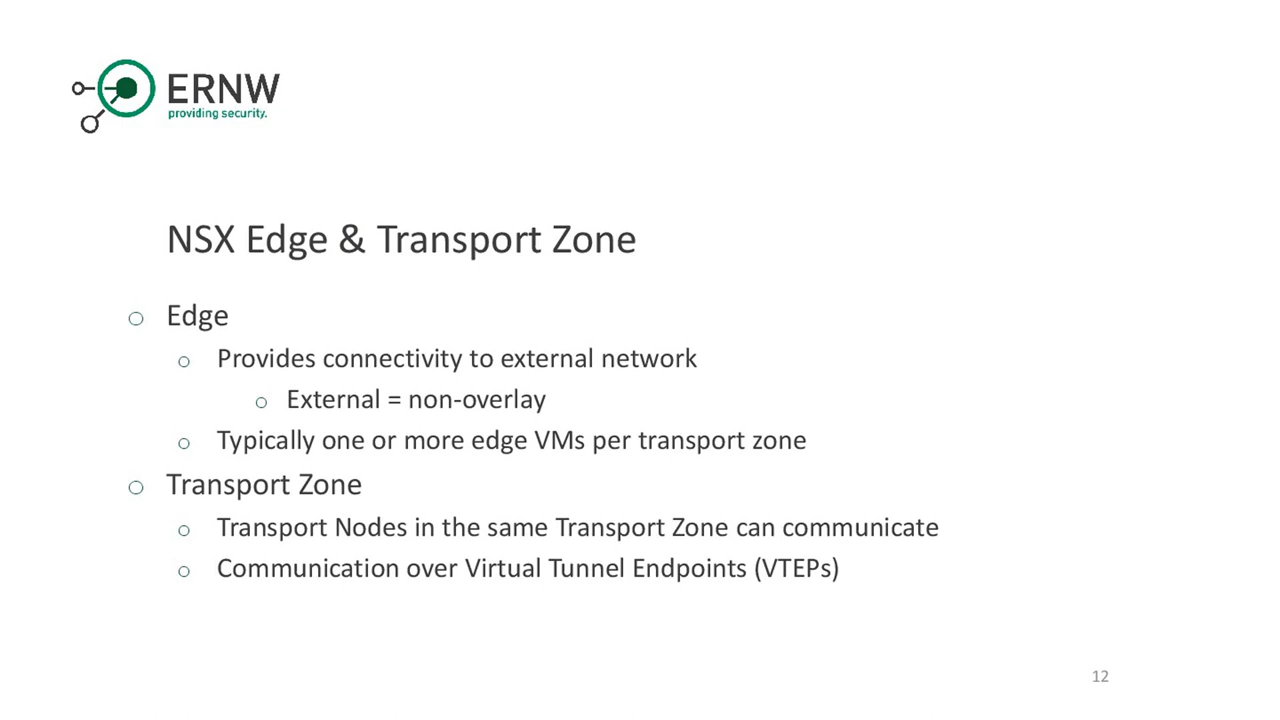 ERNW
providing security.
NSX Edge & Transport Zone
o Edge
o Provides connectivity to external network
o External = non-overlay
o Typically one or more edge VMs per transport zone
o Transport Zone
o Transport Nodes in the same Transport Zone can communicate
o Communication over Virtual Tunnel Endpoints (VTEPs)
12